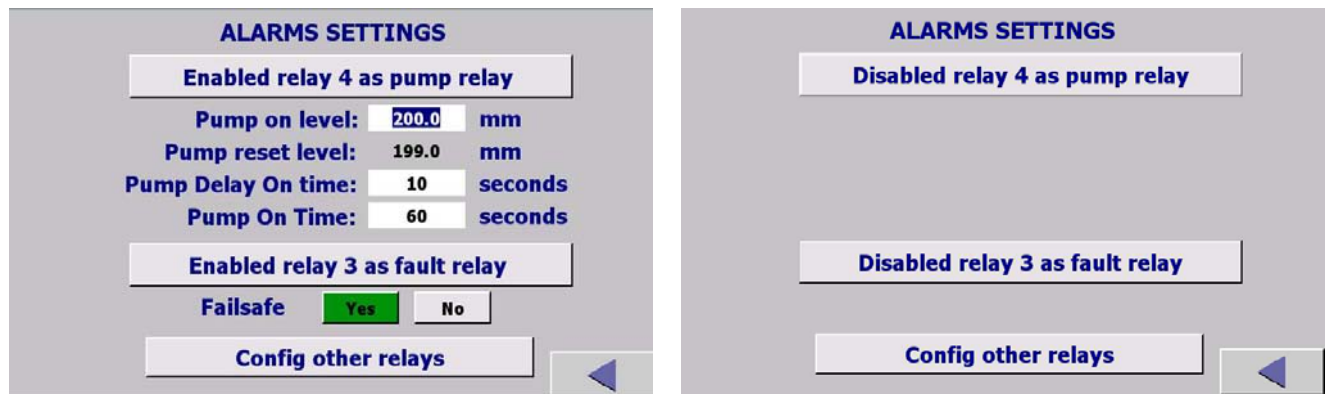 ALARMS SETTINGS
Enabled relay 4 as pump relay
Pump on level: 200.0 mm
Pump reset level: 199.0 mm
Pump Delay On time: 10 seconds
Pump On Time: 60 seconds
Enabled relay 3 as fault relay
Failsafe Yes No
Config other relays
ALARMS SETTINGS
Disabled relay 4 as pump relay
Disabled relay 3 as fault relay
Config other relays